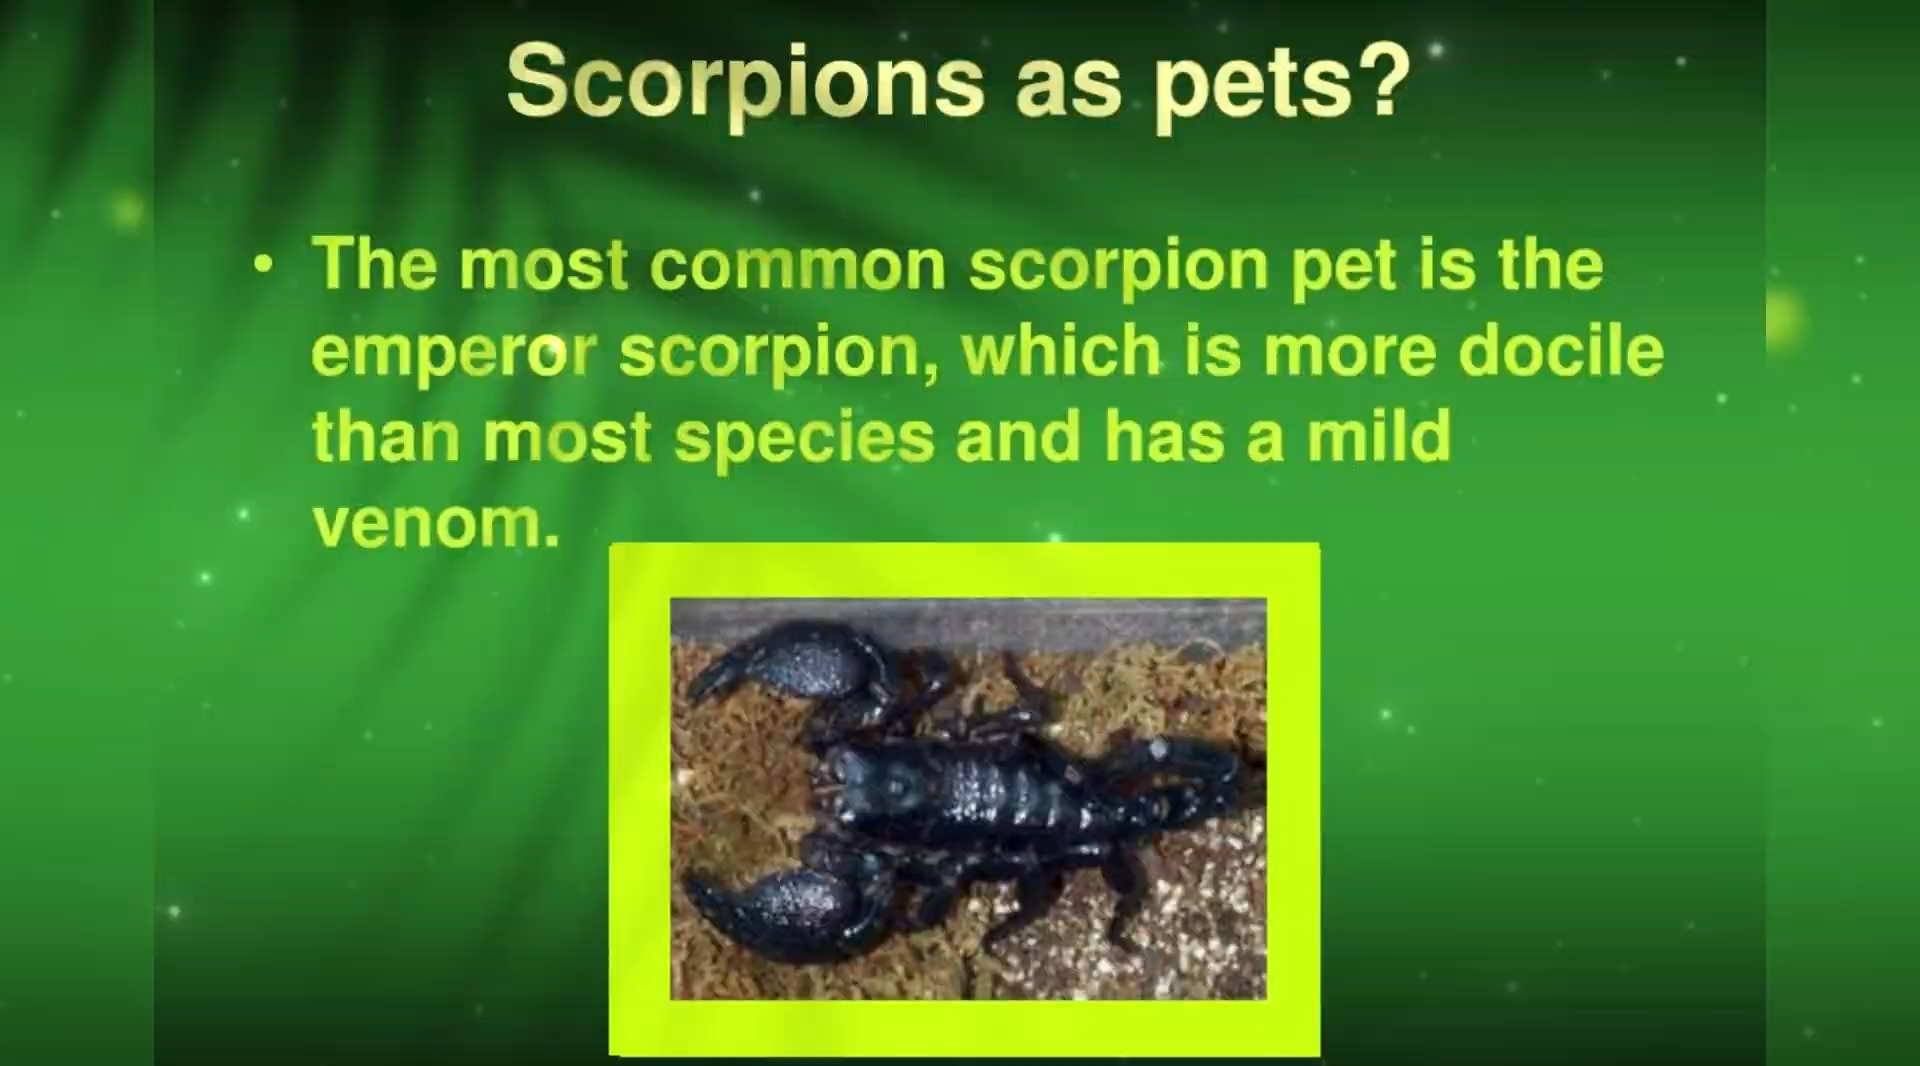 Scorpions as pets?
• The most common scorpion pet is the
emperor scorpion, which is more docile
than most species and has a mild
venom.